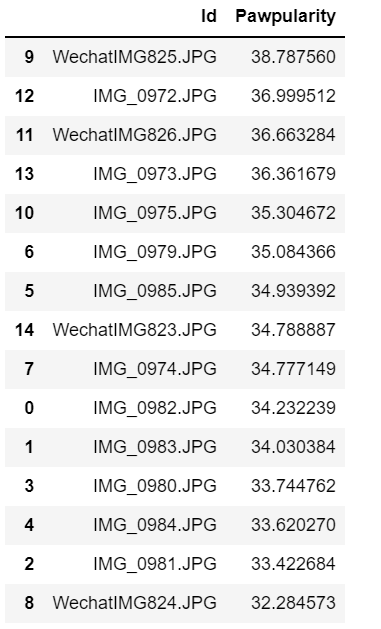 Id Pawpularity
9 WechatIMG825.JPG 38.787560
12 IMG_0972.JPG 36.999512
11 WechatIMG826.JPG 36.663284
13 IMG_0973.JPG 36.361679
10 IMG_0975.JPG 35.304672
6 IMG_0979.JPG 35.084366
5 IMG_0985.JPG 34.939392
14 WechatIMG823.JPG 34.788887
7 IMG_0974.JPG 34.777149
0 IMG_0982.JPG 34.232239
1 IMG_0983.JPG 34.030384
3 IMG_0980.JPG 33.744762
4 IMG_0984.JPG 33.620270
2 IMG_0981.JPG 33.422684
8 WechatIMG824.JPG 32.284573